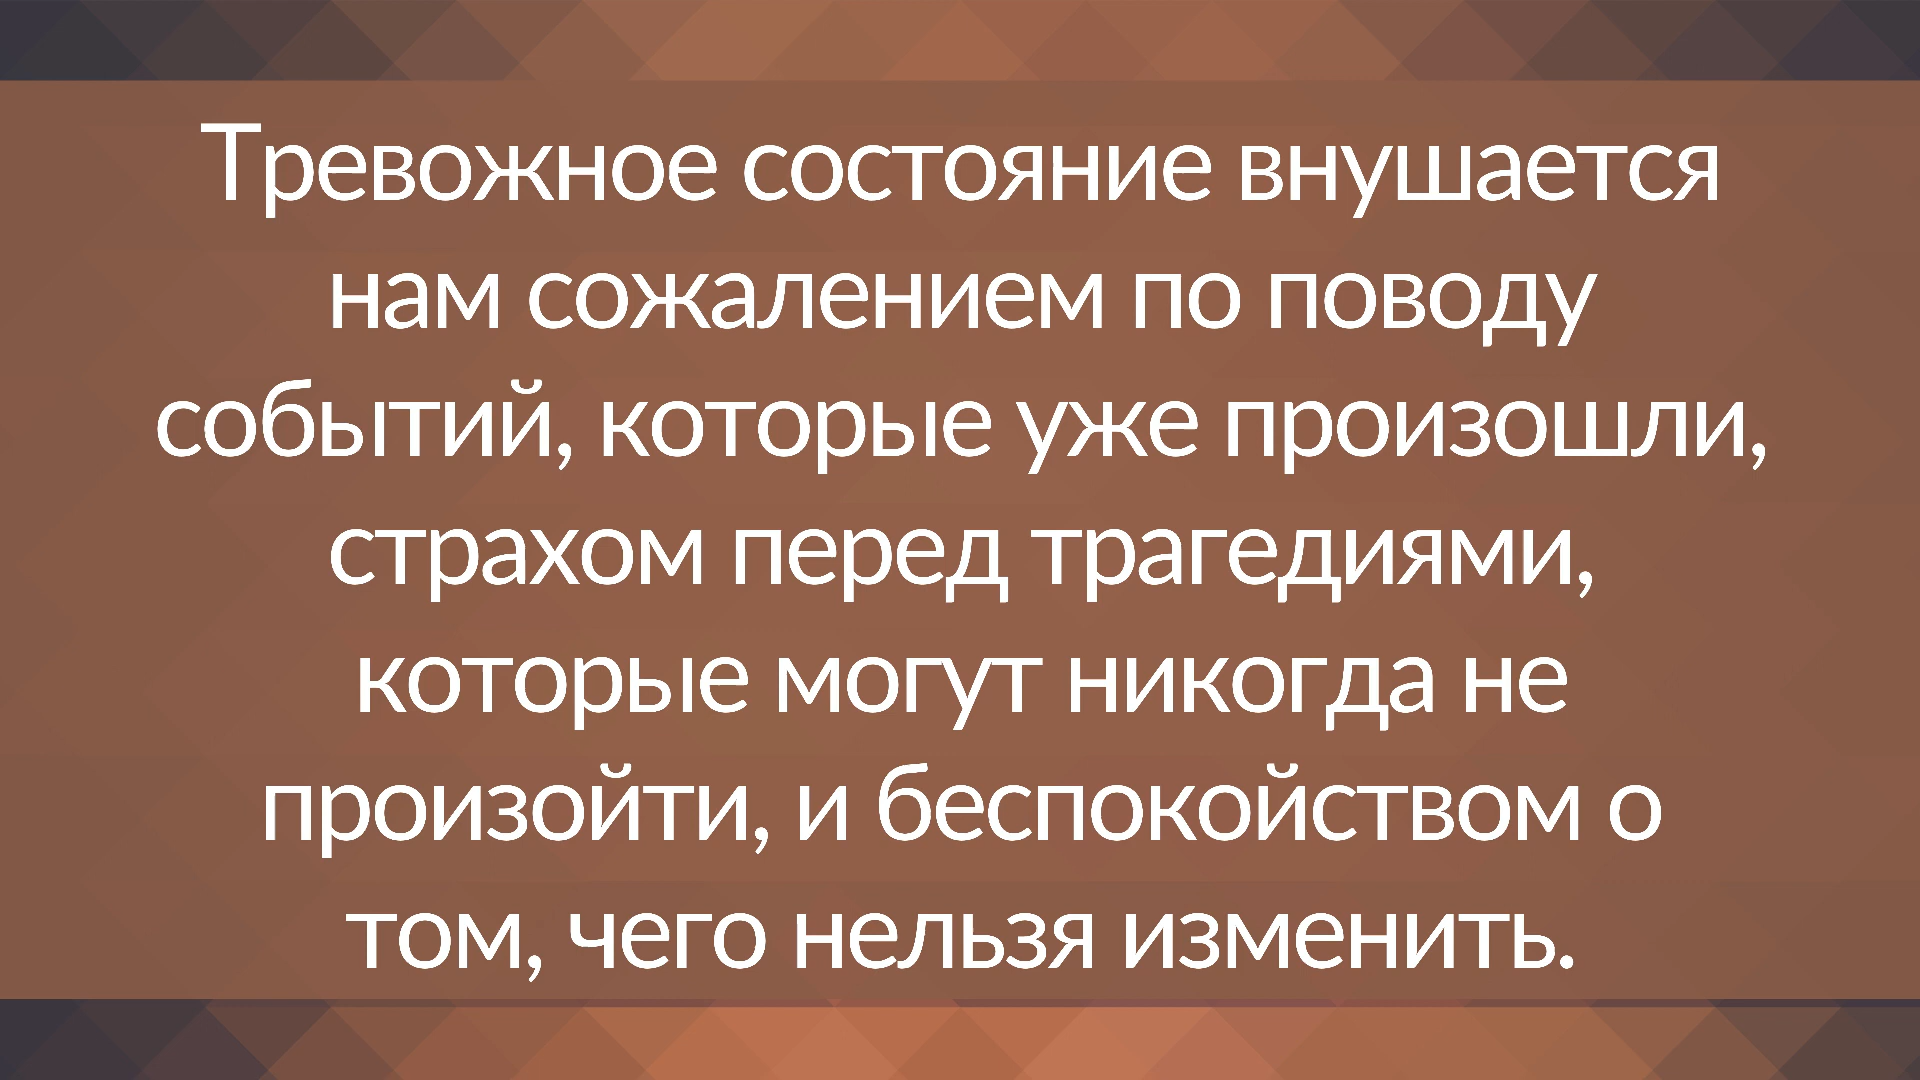 Тревожное состояние внушается
нам сожалением по поводу
событий, которые уже произошли,
страхом перед трагедиями,
которые могут никогда не
произойти, и беспокойством о
том, чего нельзя изменить.